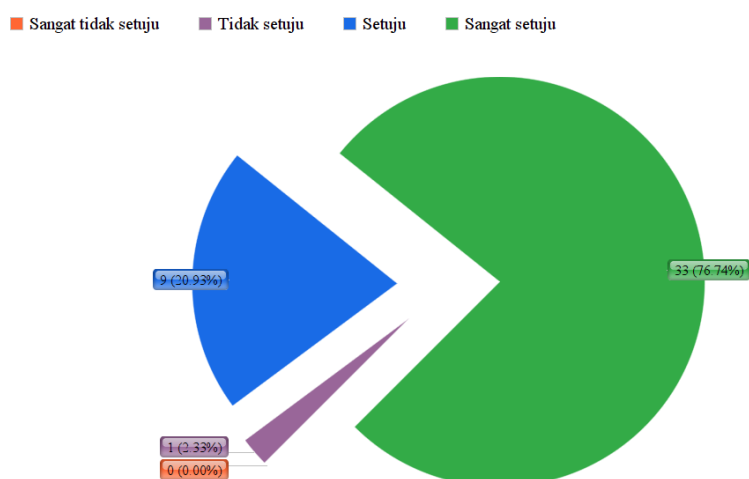 Sangat tidak setuju Tidak setuju Setuju Sangat setuju
33 (76.74%)
9 (20.93%)
1 (2.33%)
0 (0.00%)